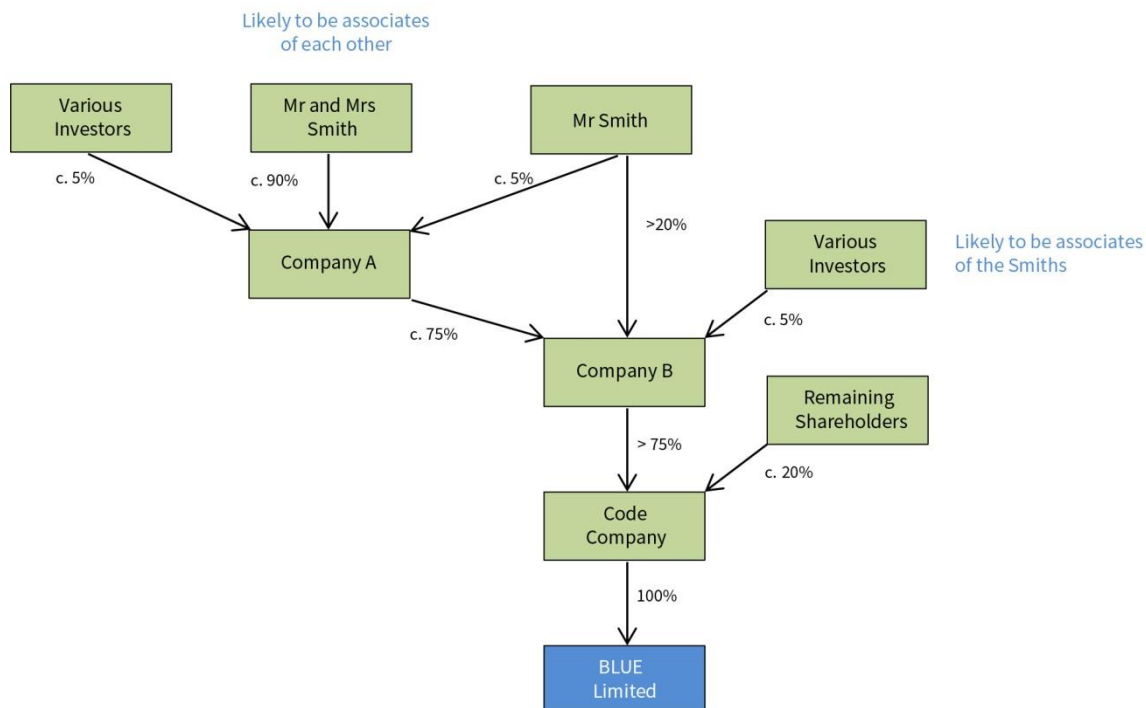 Likely to be associates
of each other
Various
Investors
Mr and Mrs
Smith
Mr Smith
c. 5%
c. 90%
c. 5%
>20%
Company A
Various
Investors
Likely to be associates
of the Smiths
c. 75%
c. 5%
Company B
Remaining
Shareholders
> 75%
c. 20%
Code
Company
100%
BLUE
Limited